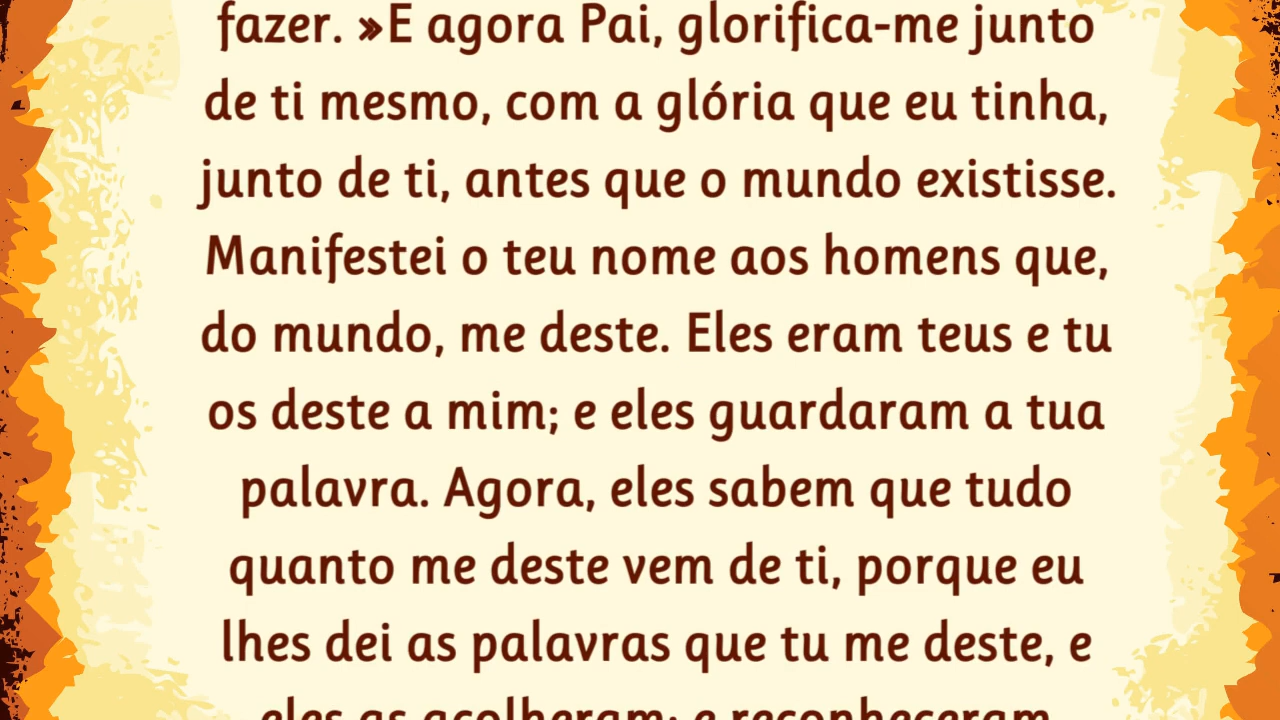 fazer. »E agora Pai, glorifica-me junto
de ti mesmo, com a glória que eu tinha,
junto de ti, antes que o mundo existisse.
Manifestei o teu nome aos homens que,
do mundo, me deste. Eles eram teus e tu
os deste a mim; e eles guardaram a tua
palavra. Agora, eles sabem que tudo
quanto me deste vem de ti, porque eu
lhes dei as palavras que tu me deste, e
eles as acolheram; e reconheceram